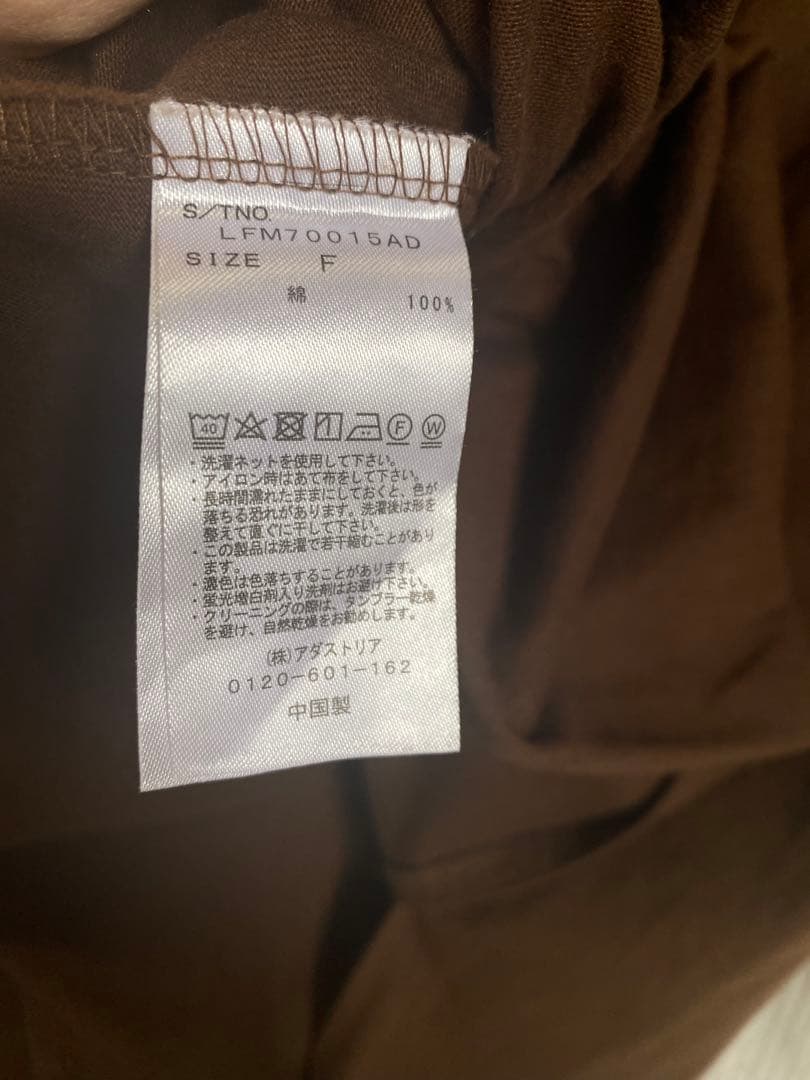 S/TNO.
LFM70015AD
SIZE F
綿 100%
40 F W
・洗濯ネットを使用して下さい。
・アイロン時はあて布をして下さい。
・長時間濡れたままにしておくと、色が
落ちる恐れがあります。洗濯後は形を
整えて直ぐに干して下さい。
・この製品は洗濯で若干縮むことがあり
ます。
・濃色は色落ちすることがあります。
・蛍光増白剤入り洗剤はお避け下さい。
・クリーニングの際は、タンブラー乾燥
を避け、自然乾燥をお勧めします。
(株)アダストリア
0120-601-162
中国製